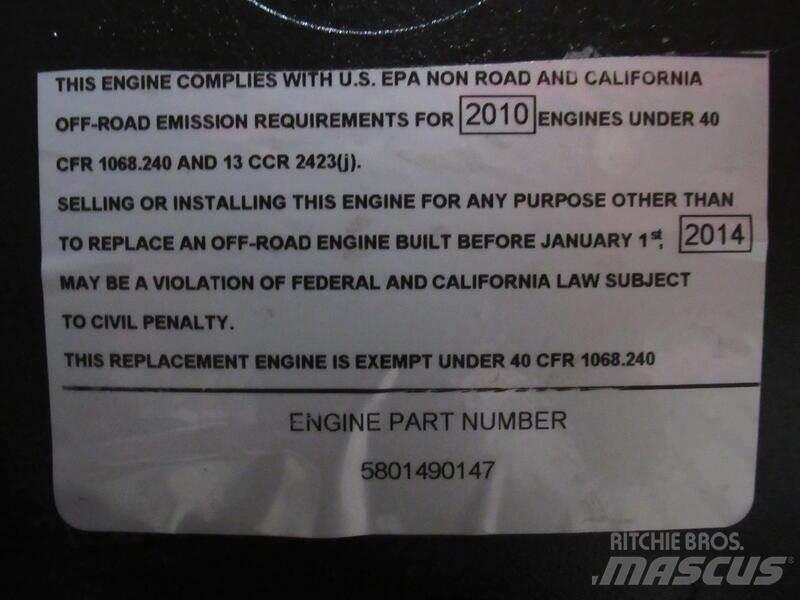 THIS ENGINE COMPLIES WITH U.S. EPA NON ROAD AND CALIFORNIA
OFF-ROAD EMISSION REQUIREMENTS FOR 2010 ENGINES UNDER 40
CFR 1068.240 AND 13 CCR 2423(j).
SELLING OR INSTALLING THIS ENGINE FOR ANY PURPOSE OTHER THAN
TO REPLACE AN OFF-ROAD ENGINE BUILT BEFORE JANUARY 1st, 2014
MAY BE A VIOLATION OF FEDERAL AND CALIFORNIA LAW SUBJECT
TO CIVIL PENALTY.
THIS REPLACEMENT ENGINE IS EXEMPT UNDER 40 CFR 1068.240
ENGINE PART NUMBER
5801490147
RITCHIE BROS.
MASCUS